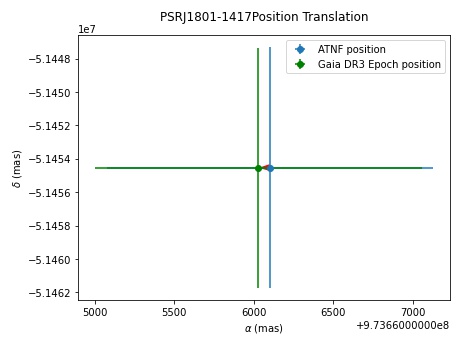 PSRJ1801-1417Position Translation
1e7
ATNF position
Gaia DR3 Epoch position
−5.1448
−5.1450
−5.1452
−5.1454
−5.1456
−5.1458
−5.1460
−5.1462
δ (mas)
5000 5500 6000 6500 7000
α (mas)
+9.7366000000e8